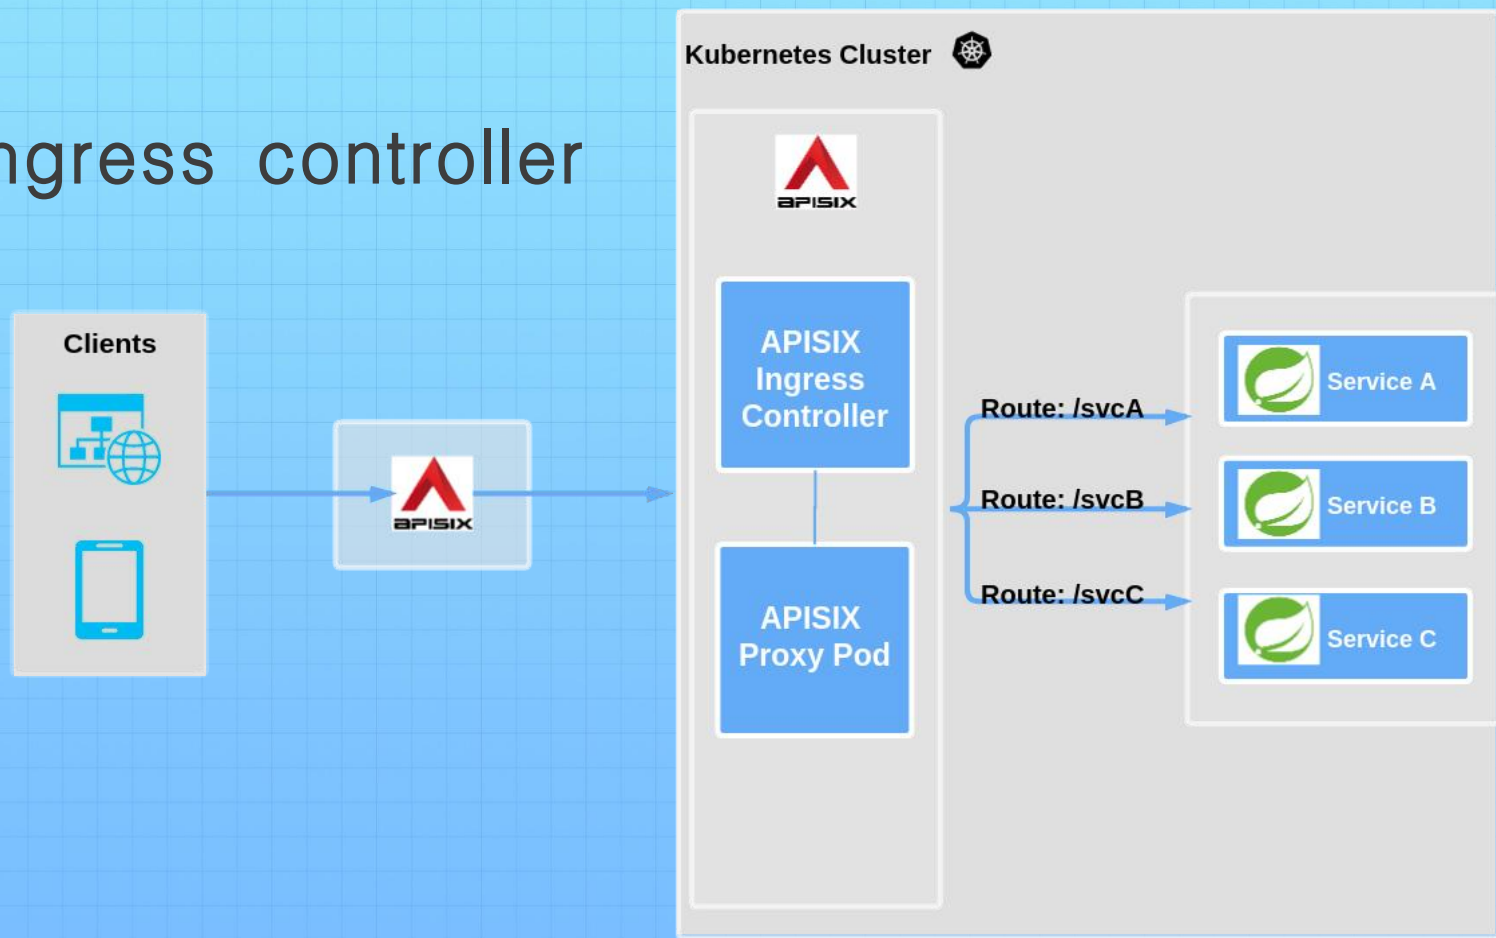 ngress controller
Kubernetes Cluster
APISIX
Clients
APISIX
Ingress
Controller
Route: /svcA
Service A
APISIX
Route: /svcB
Service B
Route: /svcC
Service C
APISIX
Proxy Pod